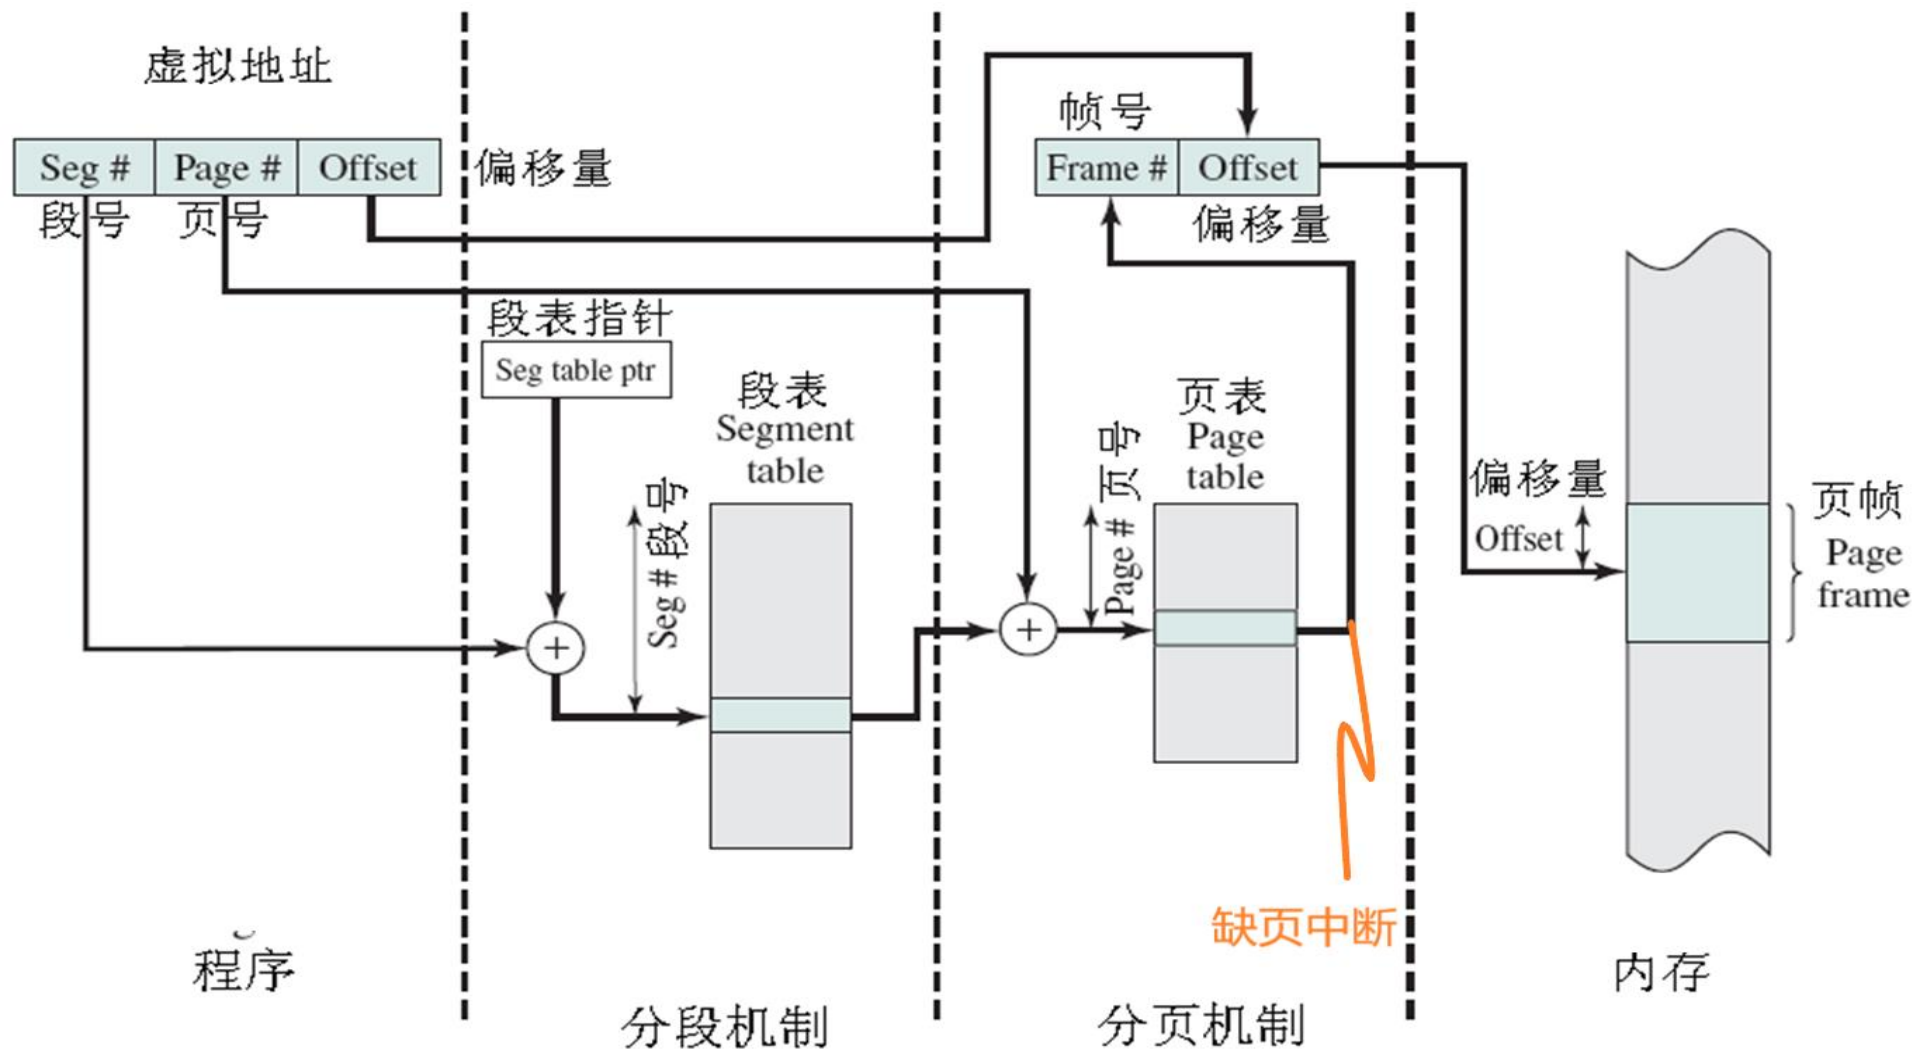 虚拟地址
Seg #
Page #
Offset
偏移量
段号
页号
帧号
Frame #
Offset
偏移量
段表指针
Seg table ptr
段表
Segment
table
Seg # 段号
页表
Page
table
Page # 页号
偏移量
Offset
页帧
Page
frame
缺页中断
程序
分段机制
分页机制
内存